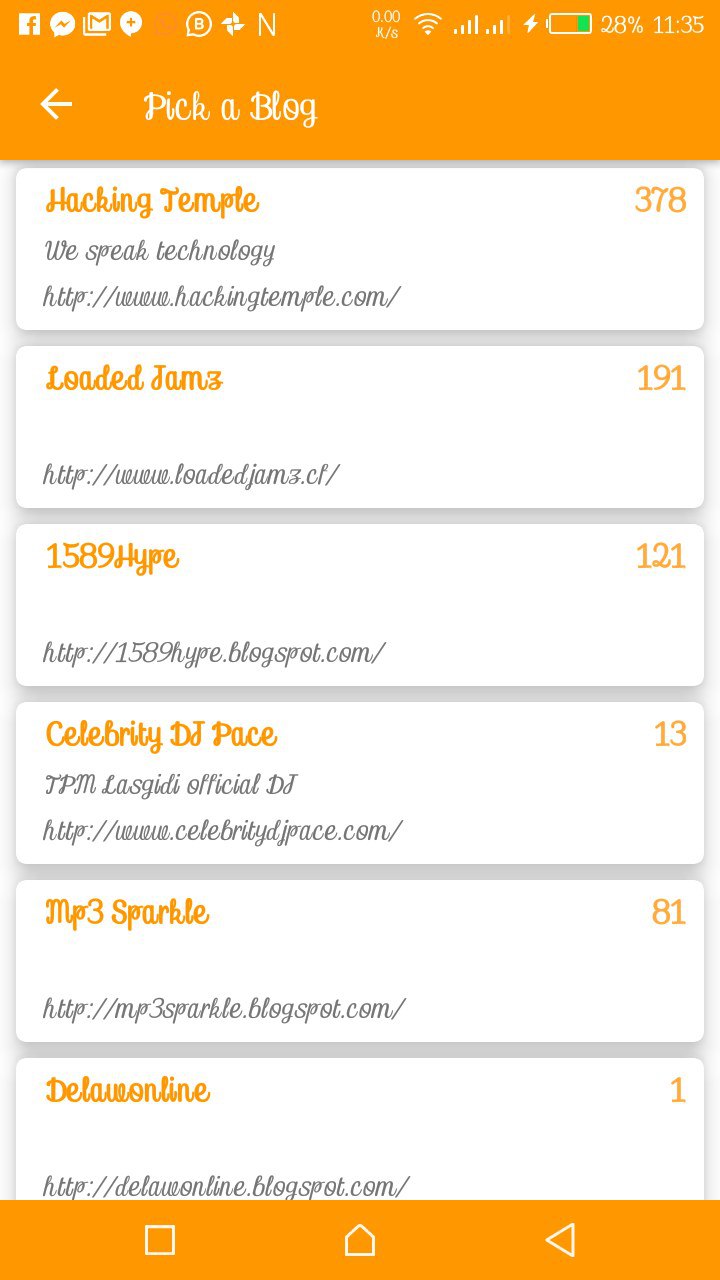 0.00
K/s
28% 11:35
Pick a Blog
Hacking Temple 378
We speak technology
http://www.hackingtemple.com/
Loaded Jamz 191
http://www.loadedjamz.cf/
1589Hype 121
http://1589hype.blogspot.com/
Celebrity DJ Pace 13
TPM Lasgidi official DJ
http://www.celebritydjpace.com/
Mp3 Sparkle 81
http://mp3sparkle.blogspot.com/
Delawonline 1
http://delawonline.blogspot.com/